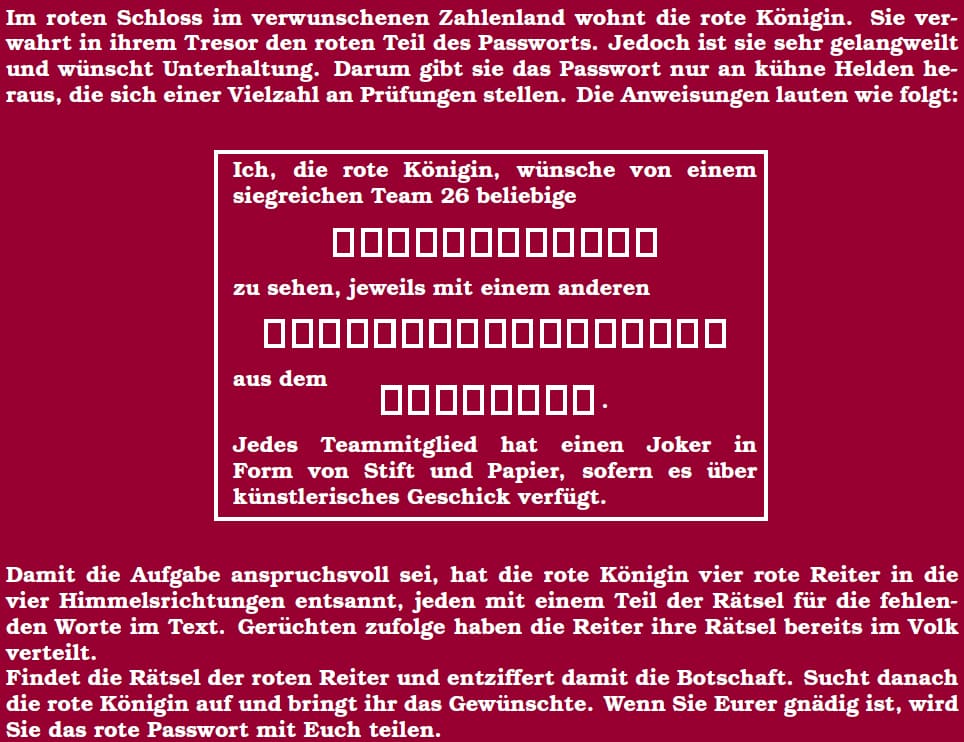 Im roten Schloss im verwunschenen Zahlenland wohnt die rote Königin. Sie ver-
wahrt in ihrem Tresor den roten Teil des Passworts. Jedoch ist sie sehr gelangweilt
und wünscht Unterhaltung. Darum gibt sie das Passwort nur an kühne Helden he-
raus, die sich einer Vielzahl an Prüfungen stellen. Die Anweisungen lauten wie folgt:
Ich, die rote Königin, wünsche von einem
siegreichen Team 26 beliebige
zu sehen, jeweils mit einem anderen
aus dem
.
Jedes Teammitglied hat einen Joker in
Form von Stift und Papier, sofern es über
künstlerisches Geschick verfügt.
Damit die Aufgabe anspruchsvoll sei, hat die rote Königin vier rote Reiter in die
vier Himmelsrichtungen entsannt, jeden mit einem Teil der Rätsel für die fehlen-
den Worte im Text. Gerüchten zufolge haben die Reiter ihre Rätsel bereits im Volk
verteilt.
Findet die Rätsel der roten Reiter und entziffert damit die Botschaft. Sucht danach
die rote Königin auf und bringt ihr das Gewünschte. Wenn Sie Eurer gnädig ist, wird
Sie das rote Passwort mit Euch teilen.